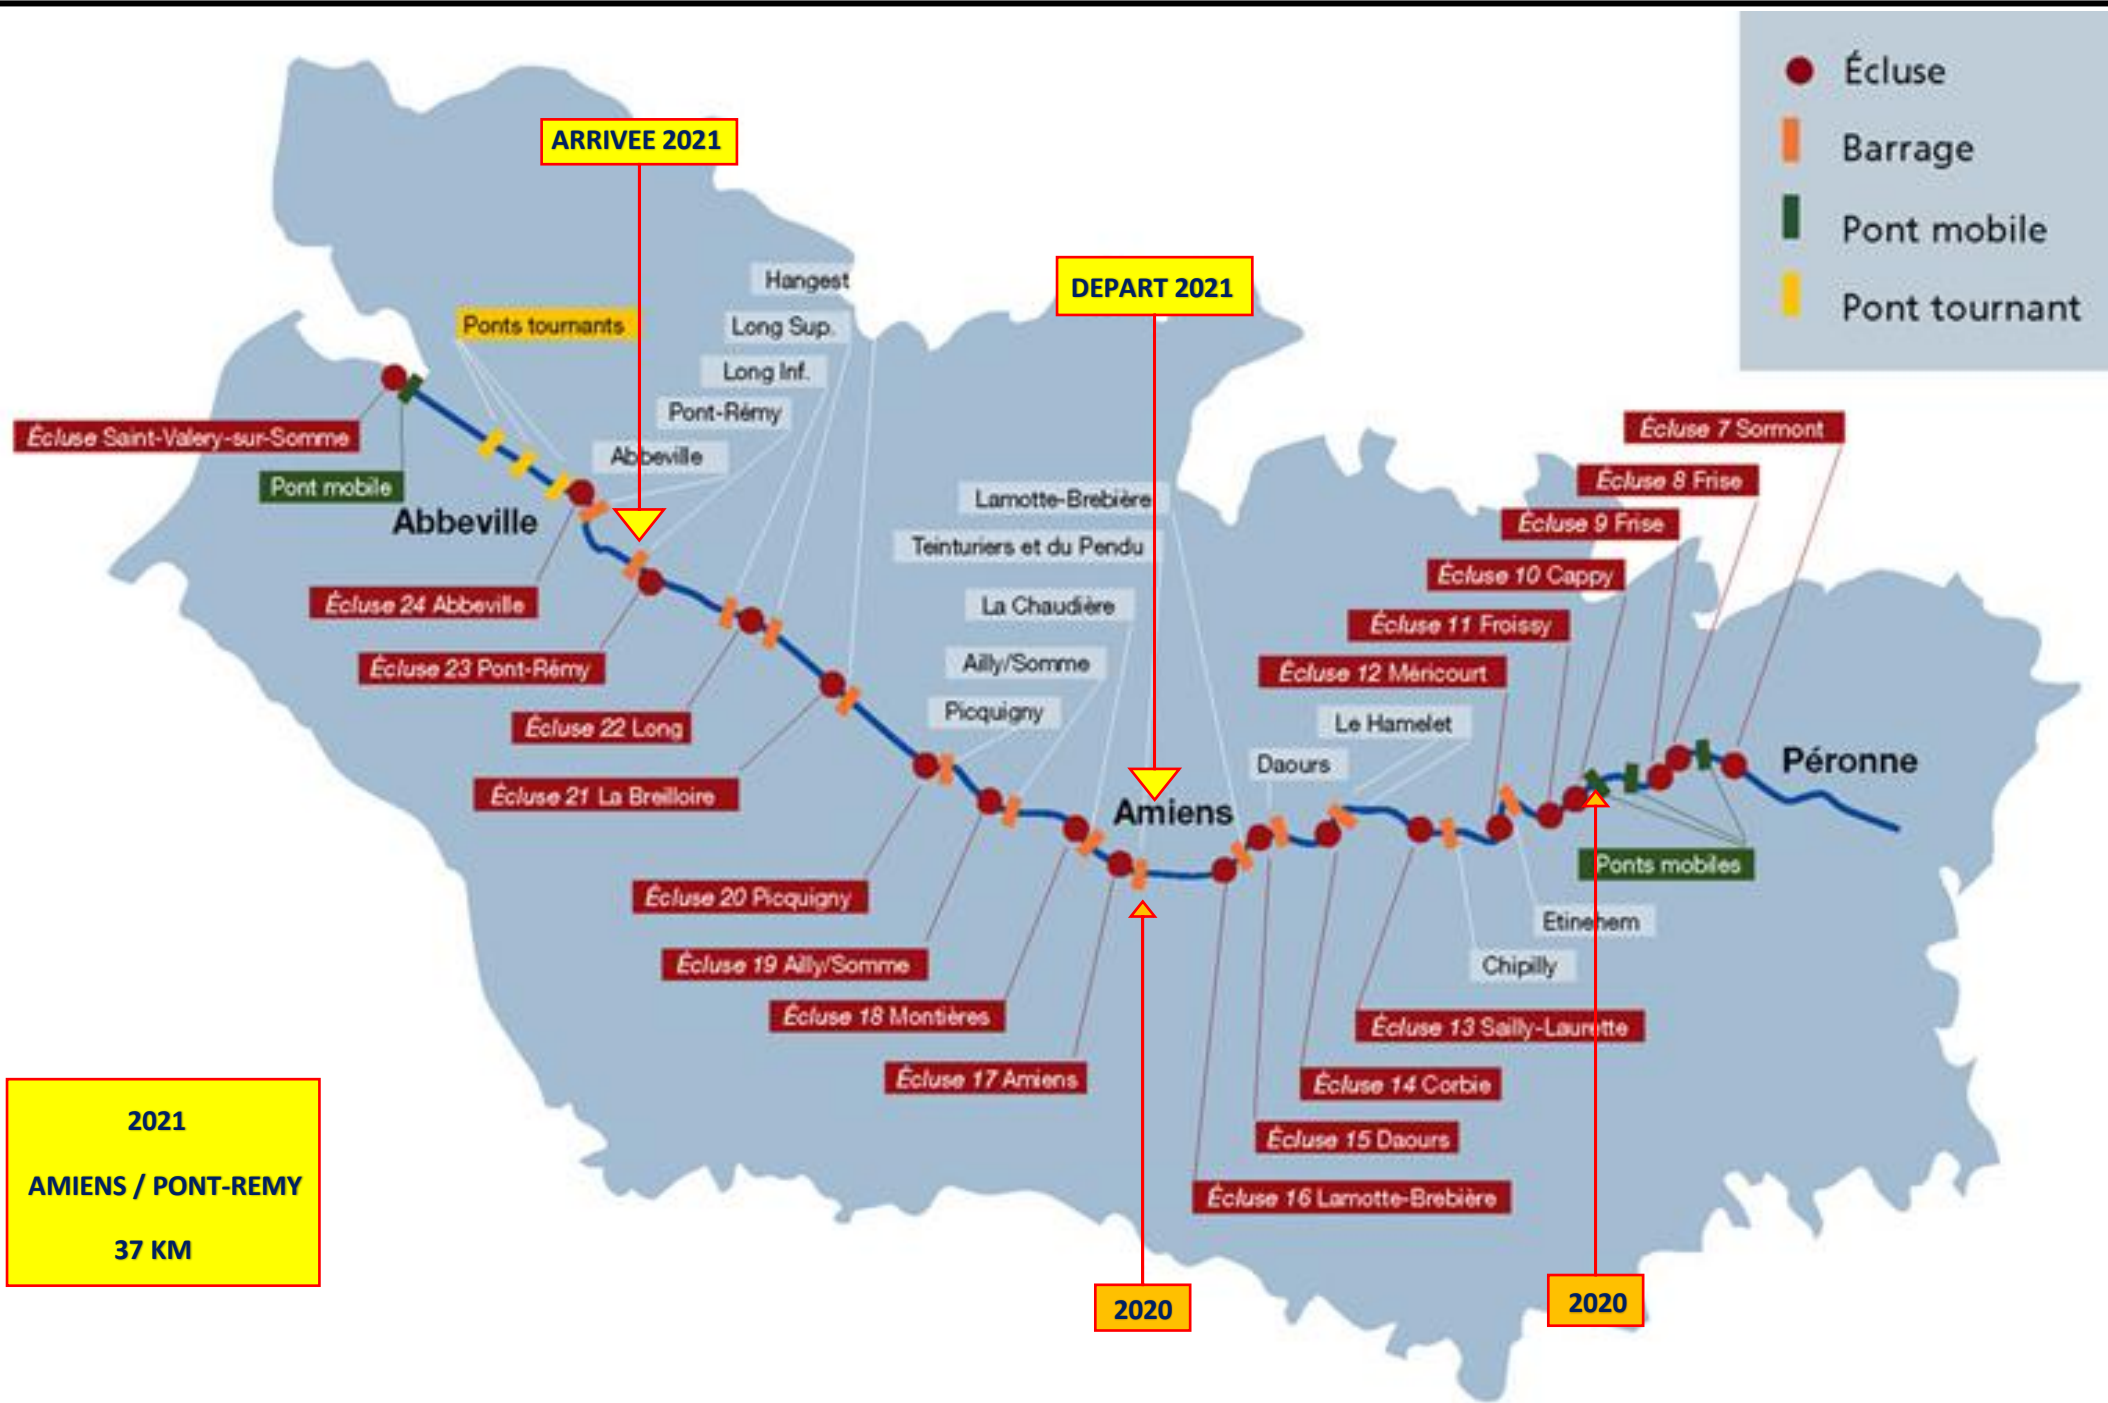 Écluse
Barrage
Pont mobile
Pont tournant
ARRIVEE 2021
DEPART 2021
Hangest
Long Sup.
Long Inf.
Pont-Rémy
Abbeville
Ponts tournants
Écluse Saint-Valery-sur-Somme
Pont mobile
Abbeville
Écluse 24 Abbeville
Écluse 23 Pont-Rémy
Écluse 22 Long
Écluse 21 La Breilloire
Écluse 20 Picquigny
Écluse 19 Ailly/Somme
Écluse 18 Montières
Écluse 17 Amiens
Lamotte-Brebière
Teinturiers et du Pendu
La Chaudière
Ailly/Somme
Picquigny
Amiens
Écluse 7 Sormont
Écluse 8 Frise
Écluse 9 Frise
Écluse 10 Cappy
Écluse 11 Froissy
Écluse 12 Méricourt
Le Hamelet
Daours
Péronne
Ponts mobiles
Etinehem
Chipilly
Écluse 13 Sailly-Laurette
Écluse 14 Corbie
Écluse 15 Daours
Écluse 16 Lamotte-Brebière
2021
AMIENS / PONT-REMY
37 KM
2020
2020